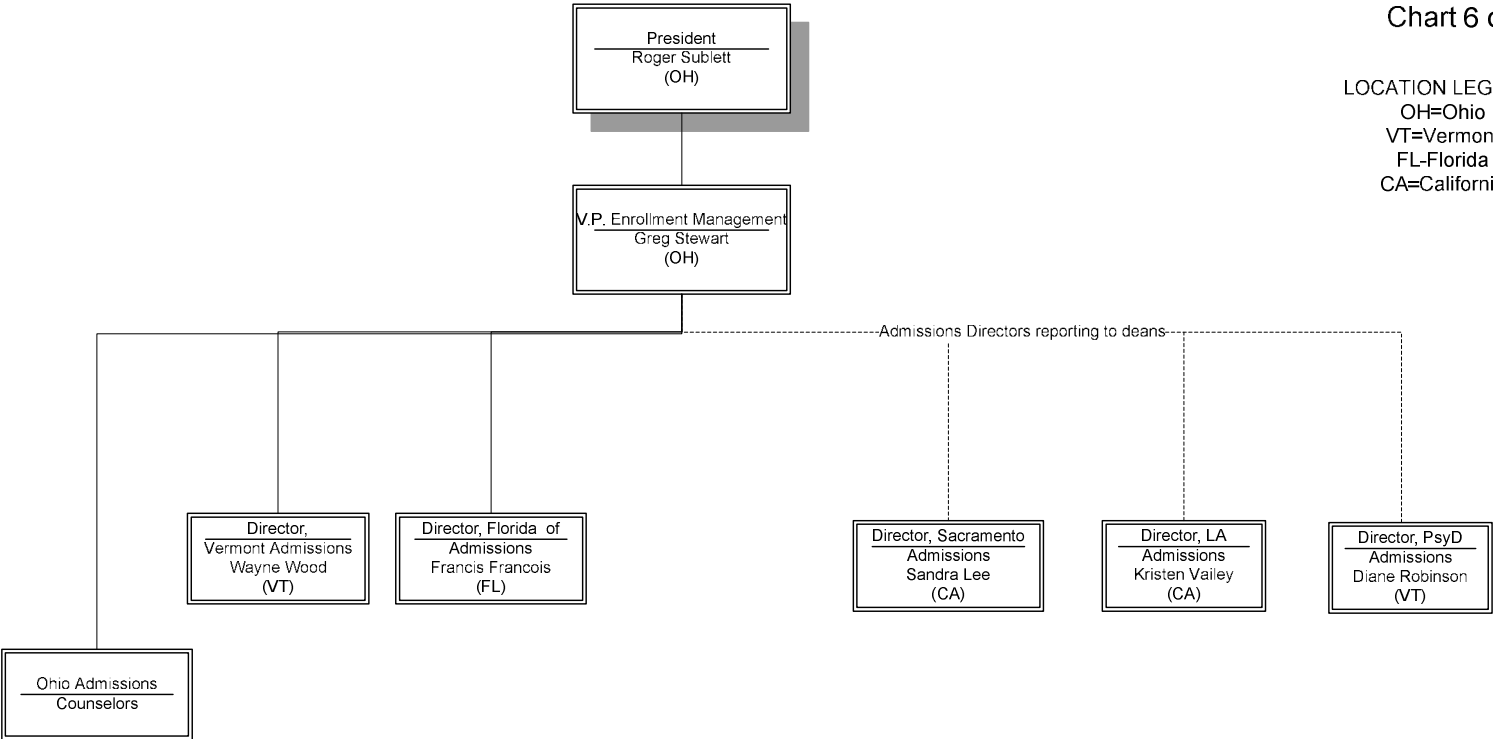 Chart 6
President
Roger Sublett
(OH)
LOCATION LEG
OH=Ohio
VT=Vermon
FL-Florida
CA=Californi
V.P. Enrollment Management
Greg Stewart
(OH)
Admissions Directors reporting to deans
Director,
Vermont Admissions
Wayne Wood
(VT)
Director, Florida  of
Admissions
Francis Francois
(FL)
Director, Sacramento
Admissions
Sandra Lee
(CA)
Director, LA
Admissions
Kristen Vailey
(CA)
Director, PsyD
Admissions
Diane Robinson
(VT)
Ohio Admissions
Counselors